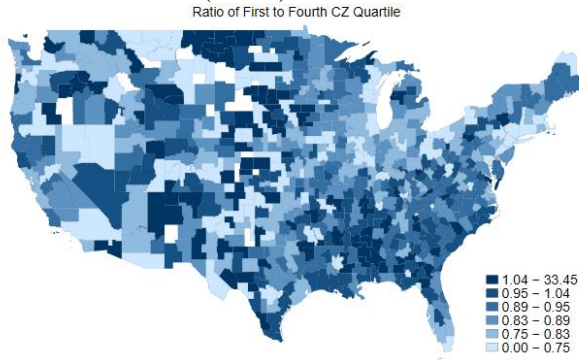 Ratio of First to Fourth CZ Quartile
1.04 – 33.45
0.95 – 1.04
0.89 – 0.95
0.83 – 0.89
0.75 – 0.83
0.00 – 0.75